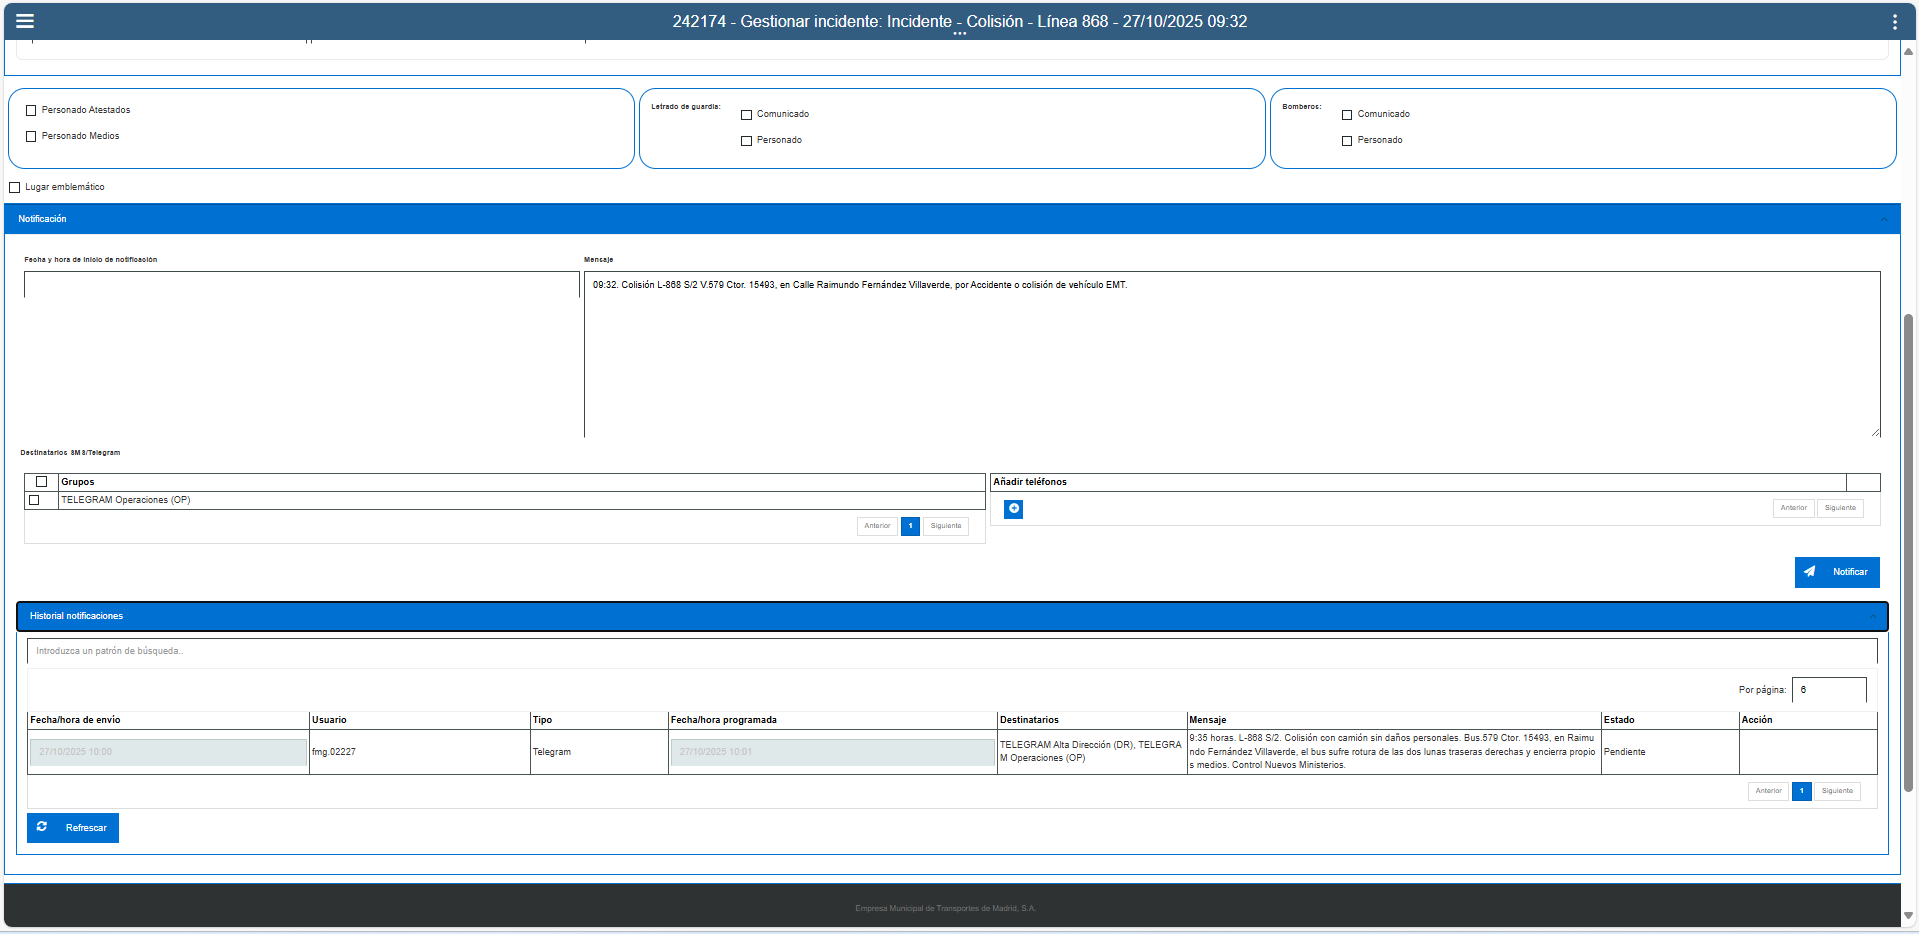 242174 - Gestionar incidente: Incidente - Colisión - Línea 868 - 27/10/2025 09:32
Personado Atestados
Personado Medios
Letrado de guardia:
Comunicado
Personado
Bomberos:
Comunicado
Personado
Lugar emblemático
Notificación
Fecha y hora de inicio de notificación
Mensaje
09:32. Colisión L-868 S/2 V.579 Ctor. 15493, en Calle Raimundo Fernández Villaverde, por Accidente o colisión de vehículo EMT.
Destinatarios SMS/Telegram
Grupos
TELEGRAM Operaciones (OP)
Anterior 1 Siguiente
Añadir teléfonos
Anterior Siguiente
Notificar
Historial notificaciones
Introduzca un patrón de búsqueda..
Por página: 6
Fecha/hora de envío Usuario Tipo Fecha/hora programada Destinatarios Mensaje Estado Acción
27/10/2025 10:00
fmg.02227
Telegram
27/10/2025 10:01
TELEGRAM Alta Dirección (DR), TELEGRA
M Operaciones (OP)
9:35 horas. L-868 S/2. Colisión con camión sin daños personales. Bus.579 Ctor. 15493, en Raimu
ndo Fernández Villaverde, el bus sufre rotura de las dos lunas traseras derechas y encierra propio
s medios. Control Nuevos Ministerios.
Pendiente
Anterior 1 Siguiente
Refrescar
Empresa Municipal de Transportes de Madrid, S.A.